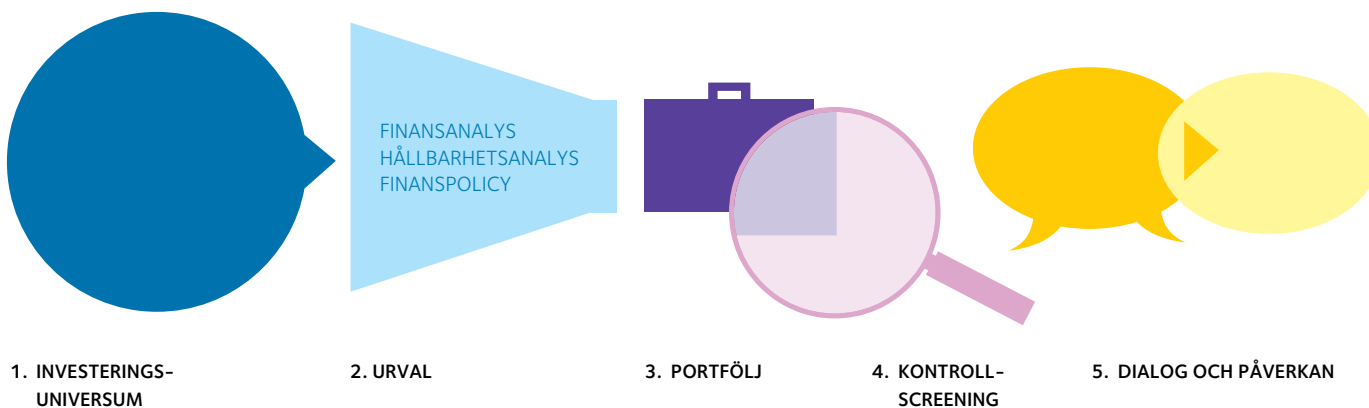 FINANSANALYS
HÅLLBARHETSANALYS
FINANSPOLICY
1. INVESTERINGS-
UNIVERSUM
2. URVAL
3. PORTFÖLJ
4. KONTROLL-
SCREENING
5. DIALOG OCH PÅVERKAN